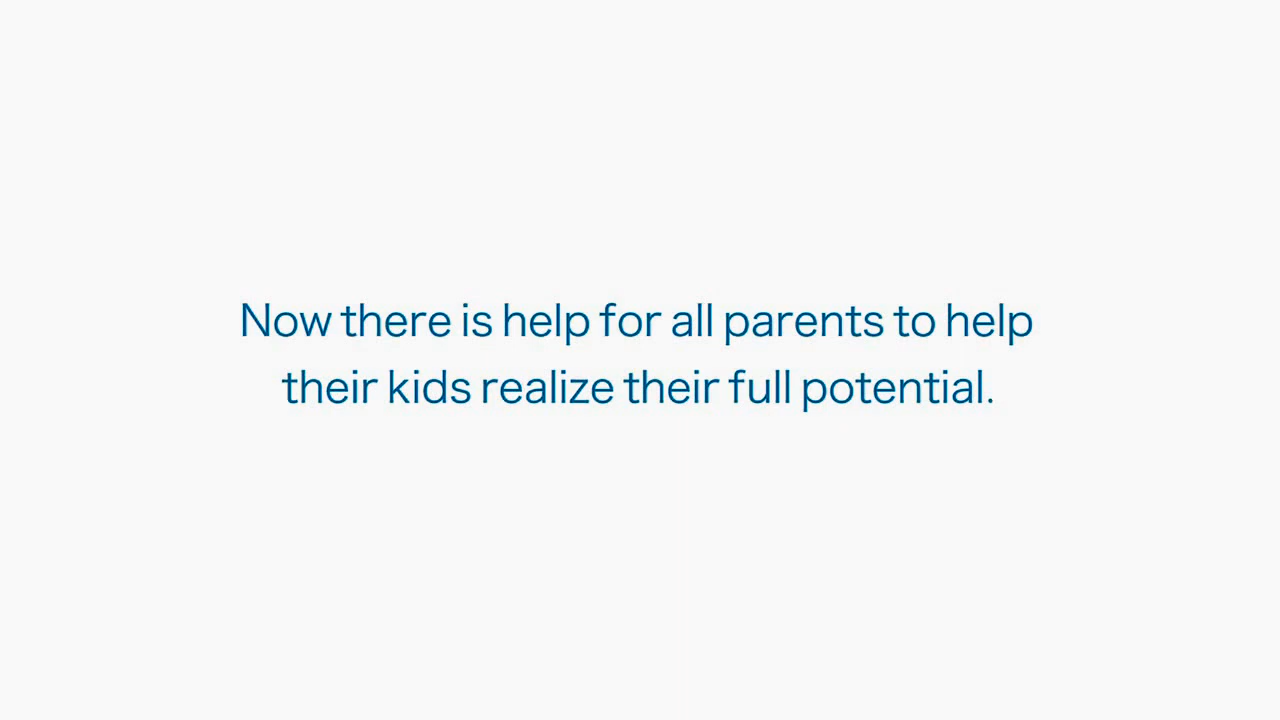 Now there is help for all parents to help
their kids realize their full potential.